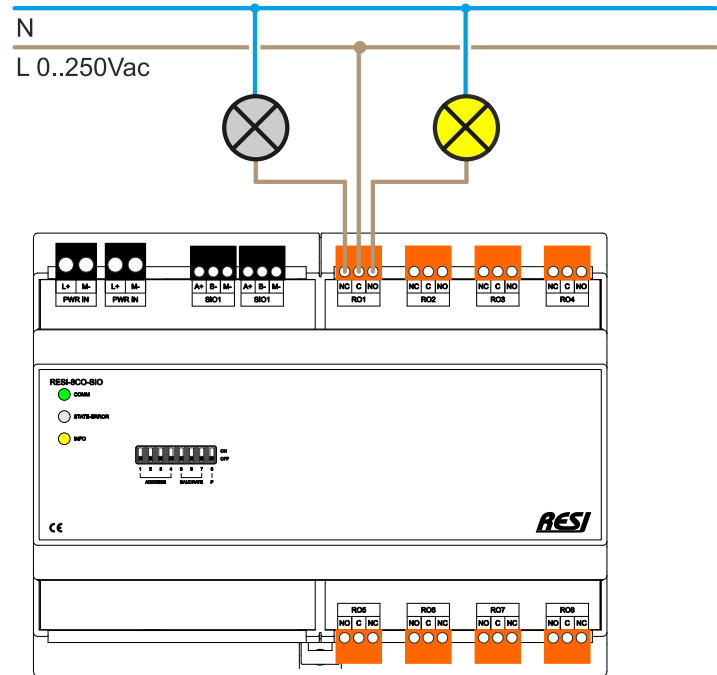 N
L 0..250Vac
L+ M- L+ M- A+ B- M- A+ B- M- NC C NO NC C NO NC C NO NC C NO
PWR IN PWR IN SIO1 SIO1 RO1 RO2 RO3 RO4
RESI-8CO-SIO
COMM
STATE-ERROR
INFO
ON
OFF
1 2 3 4 5 6 7 8
ADDRESS BAUDRATE P
CE RESI
RO5 RO6 RO7 RO8
NO C NC NO C NC NO C NC NO C NC